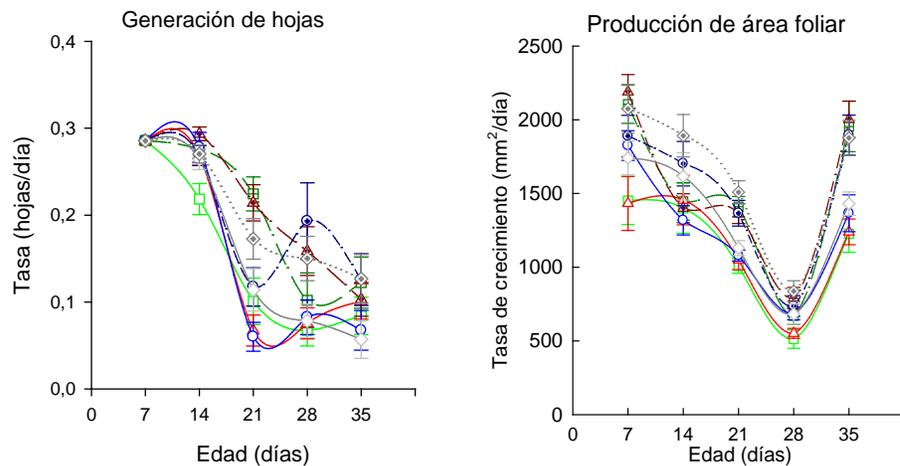 Generación de hojas
0,4
0,3
0,2
0,1
0,0
Tasa (hojas/día)
0 7 14 21 28 35
Edad (días)
Producción de área foliar
2500
2000
1500
1000
500
0
Tasa de crecimiento (mm²/día)
0 7 14 21 28 35
Edad (días)